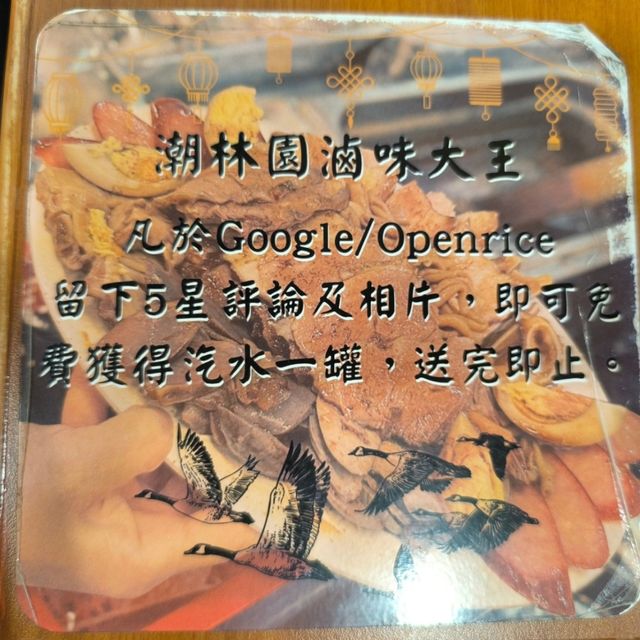 潮林園滷味大王
凡於Google/Openrice
留下5星評論及相片，即可免
費獲得汽水一罐，送完即止。